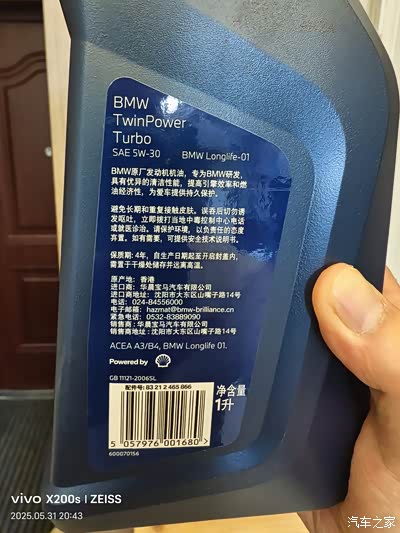 BMW
TwinPower
Turbo
SAE 5W-30 BMW Longlife-01
BMW原厂发动机机油，专为BMW研发，
具有优异的清洁性能，提高引擎效率和燃
油经济性，为爱车提供持久保护。
避免长期和重复接触皮肤。误吞后切勿诱
发呕吐，立即拨打当地中毒控制中心电话
或就医诊治。请保护环境，以负责任的态度
弃置。如有需要，可提供安全技术说明书。
保质期：4年，自生产日期起至开启封盖内，
需置于干燥处储存并远离高温。
原产地：香港
进口商：华晨宝马汽车有限公司
进口商地址：沈阳市大东区山嘴子路14号
电话：024-84556000
电子邮箱：hazmat@bmw-brilliance.cn
紧急电话：0532-83889090
销售商：华晨宝马汽车有限公司
销售商地址：沈阳市大东区山嘴子路14号
ACEA A3/B4, BMW Longlife 01.
Powered by
GB 11121-2006SL
配件号: 83 21 2 465 866
净含量
1升
5 057976 001680 >
600070156
vivo X200s | ZEISS
2025.05.31 20:43
汽车之家